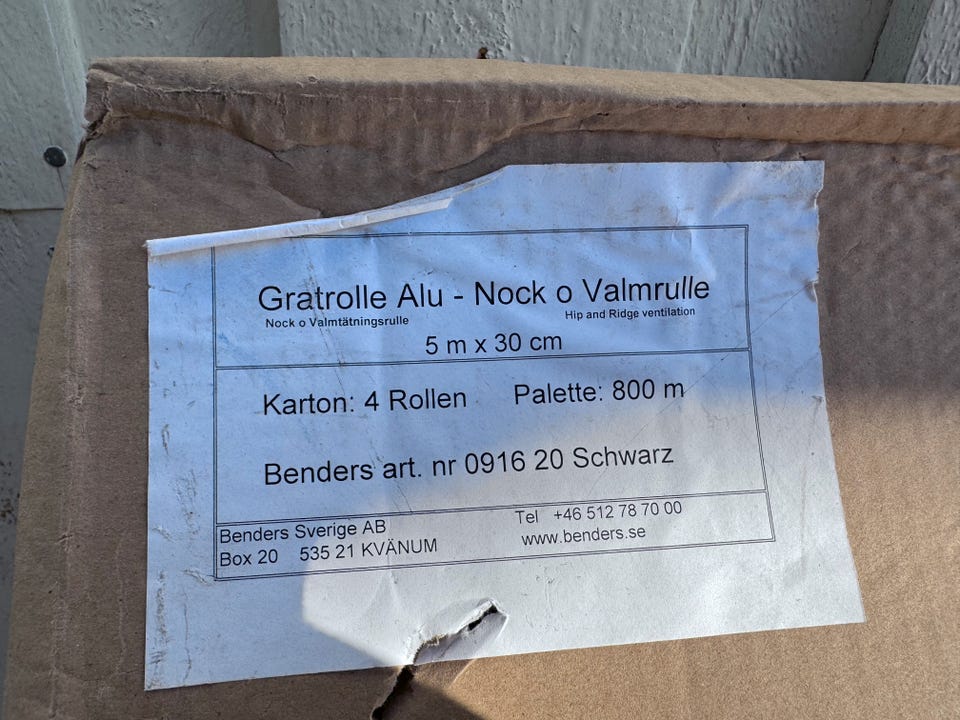 Gratrolle Alu - Nock o Valmrulle
Nock o Valmtätningsrulle Hip and Ridge ventilation
5 m x 30 cm
Karton: 4 Rollen Palette: 800 m
Benders art. nr 0916 20 Schwarz
Benders Sverige AB Tel +46 512 78 70 00
Box 20 535 21 KVÄNUM www.benders.se